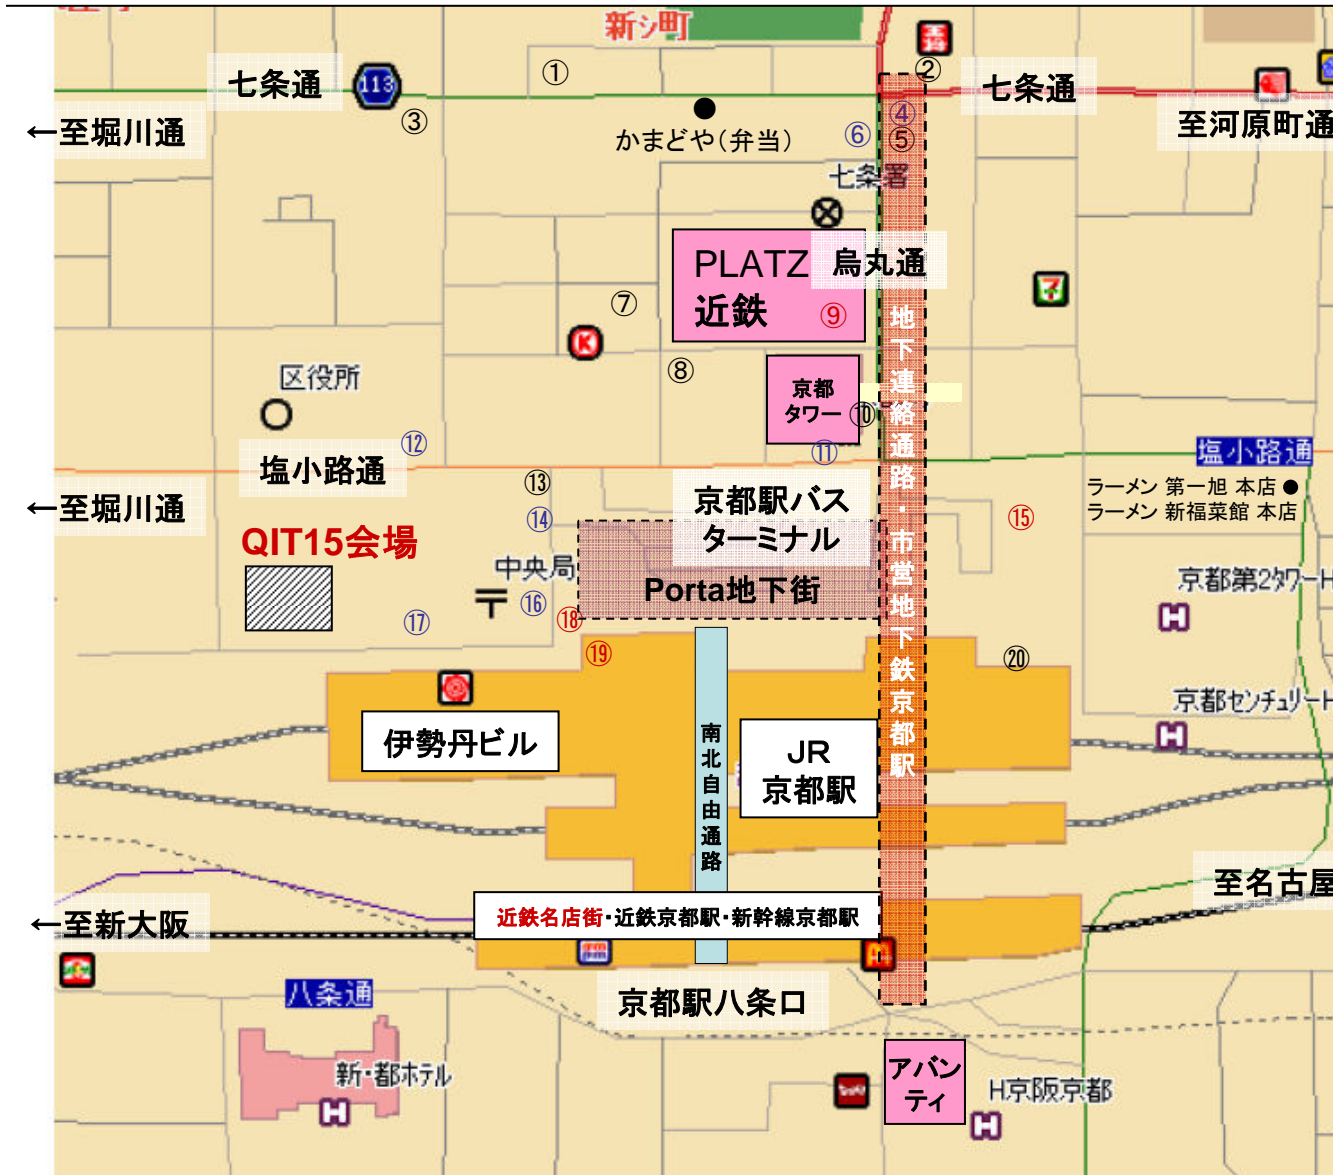 新シ町
①
②
七条通
113
七条通
③
④
⑤
⑥
←至堀川通
至河原町通
かまどや（弁当）
七条署
PLATZ
近鉄
烏丸通
⑨
⑦
7
K
⑧
区役所
京都
タワー
⑩
⑪
⑫
塩小路通
塩小路通
⑬
←至堀川通
京都駅バス
ターミナル
ラーメン 第一旭 本店●
ラーメン 新福菜館 本店
⑭
⑮
QIT15会場
中央局
〒
Porta地下街
京都第2タワーH
H
⑯
⑰
⑱
⑲
⑳
地下連絡通路・市営地下鉄京都駅
伊勢丹ビル
南北自由通路
JR
京都駅
京都センチュリーH
H
至名古屋
←至新大阪
近鉄名店街・近鉄京都駅・新幹線京都駅
八条通
京都駅八条口
新・都ホテル
H
アバン
ティ
H京阪京都
H